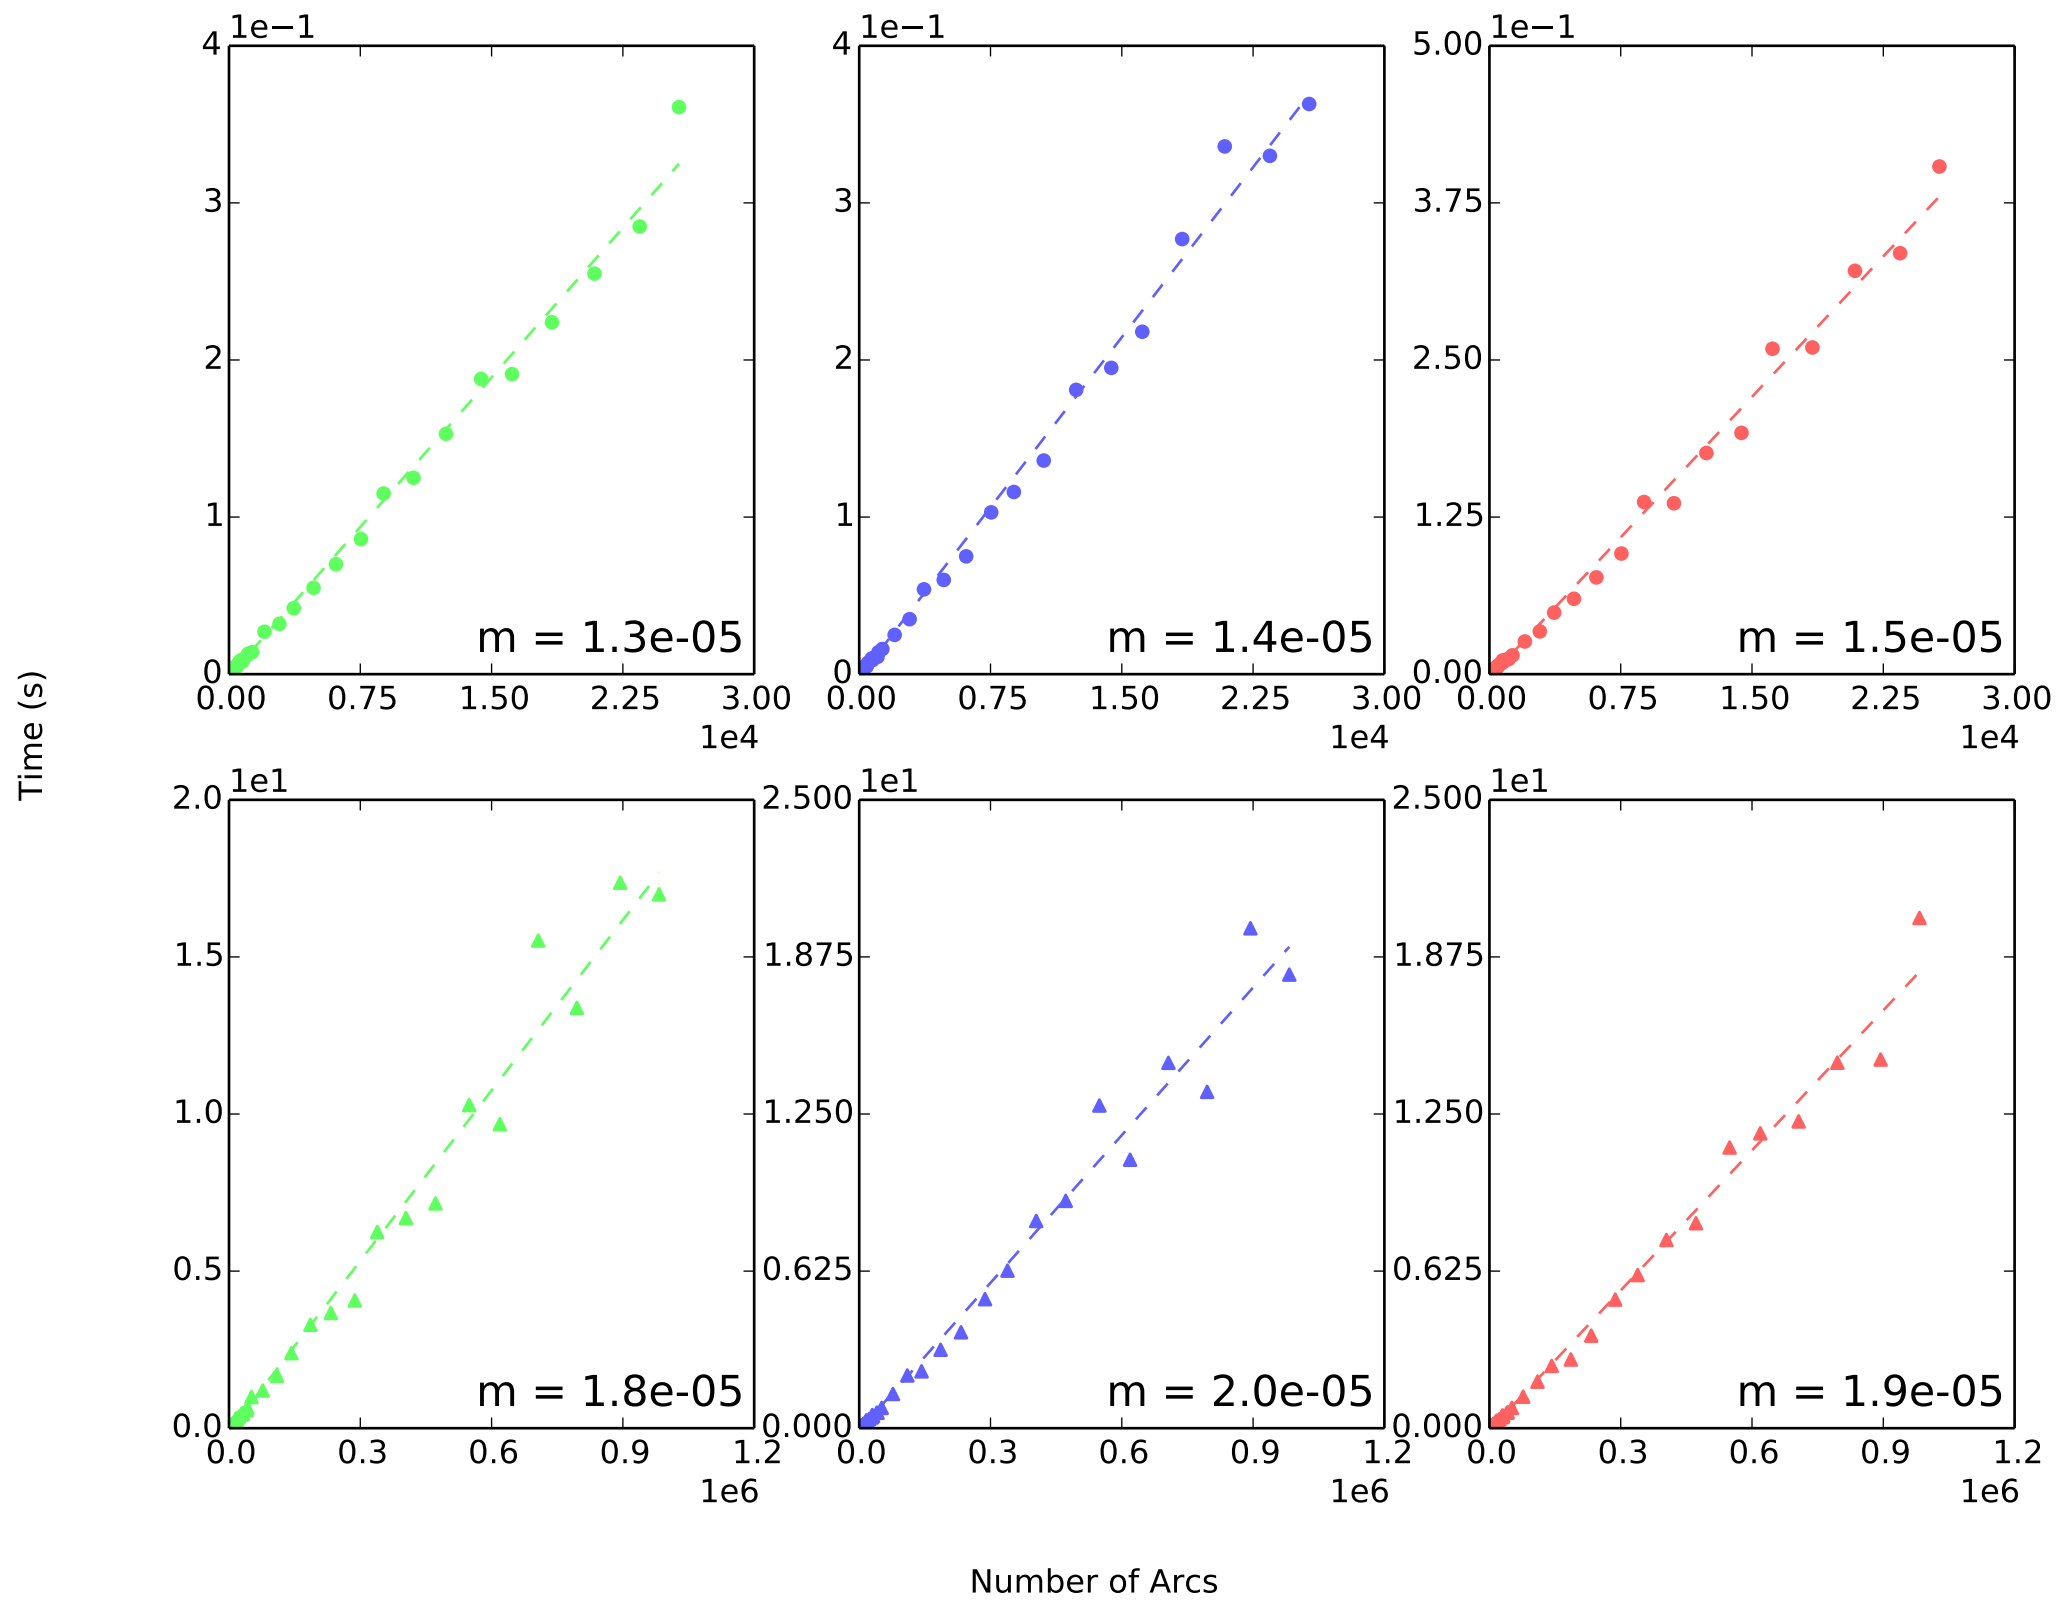 1e−1
1e−1
1e−1
4
4
5.00
3
3
3.75
2
2
2.50
1
1
1.25
m = 1.3e-05
m = 1.4e-05
m = 1.5e-05
0
0
0.00
0.00 0.75 1.50 2.25 3.00
0.00 0.75 1.50 2.25 3.00
0.00 0.75 1.50 2.25 3.00
1e4
1e4
1e4
Time (s)
1e1
1e1
1e1
2.0
2.500
2.500
1.5
1.875
1.875
1.0
1.250
1.250
0.5
0.625
0.625
m = 1.8e-05
m = 2.0e-05
m = 1.9e-05
0.0
0.000
0.000
0.0 0.3 0.6 0.9 1.2
0.0 0.3 0.6 0.9 1.2
0.0 0.3 0.6 0.9 1.2
1e6
1e6
1e6
Number of Arcs